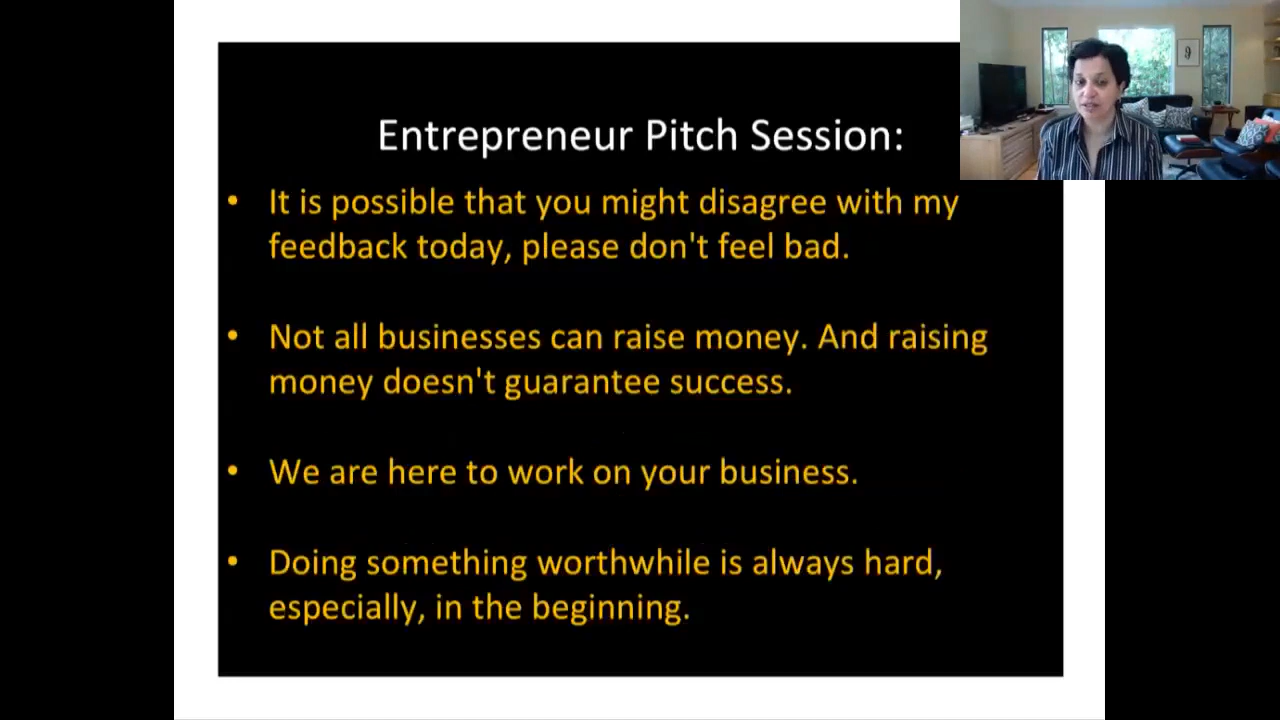 Entrepreneur Pitch Session:
• It is possible that you might disagree with my
feedback today, please don't feel bad.
• Not all businesses can raise money. And raising
money doesn't guarantee success.
• We are here to work on your business.
• Doing something worthwhile is always hard,
especially, in the beginning.